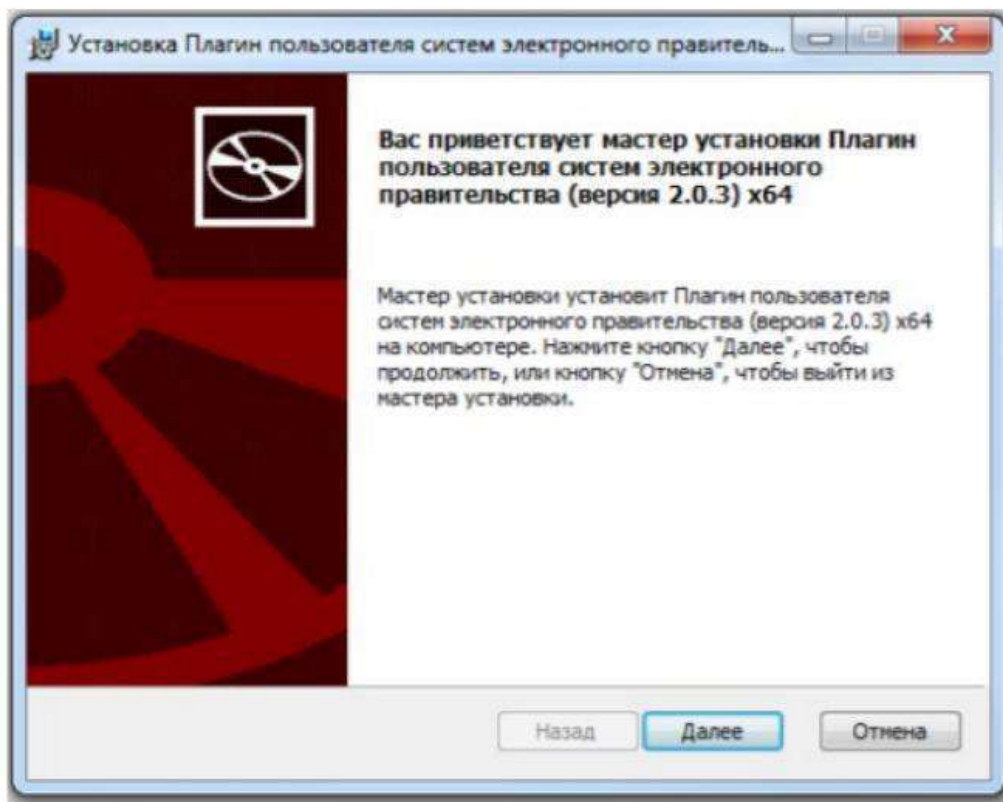 Установка Плагин пользователя систем электронного правитель...
Вас приветствует мастер установки Плагин
пользователя систем электронного
правительства (версия 2.0.3) x64
Мастер установки установит Плагин пользователя
систем электронного правительства (версия 2.0.3) x64
на компьютере. Нажмите кнопку "Далее", чтобы
продолжить, или кнопку "Отмена", чтобы выйти из
мастера установки.
Назад
Далее
Отмена